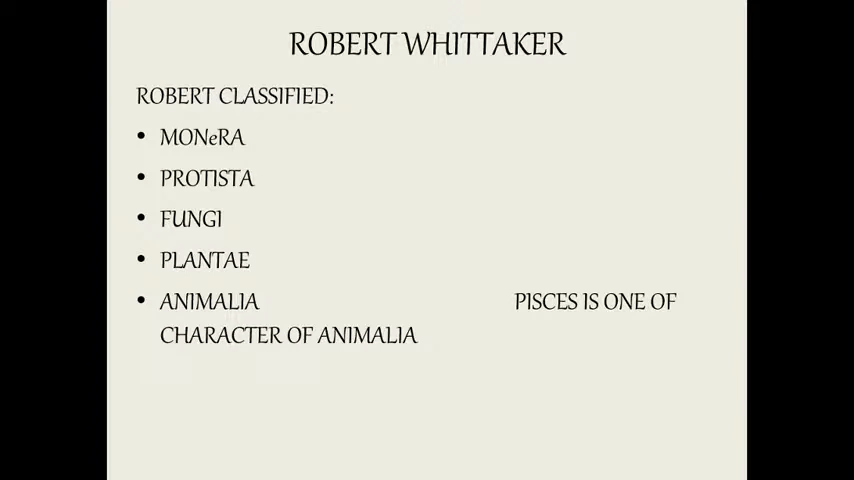 ROBERT WHITTAKER
ROBERT CLASSIFIED:
• MONeRA
• PROTISTA
• FUNGI
• PLANTAE
• ANIMALIA PISCES IS ONE OF
CHARACTER OF ANIMALIA